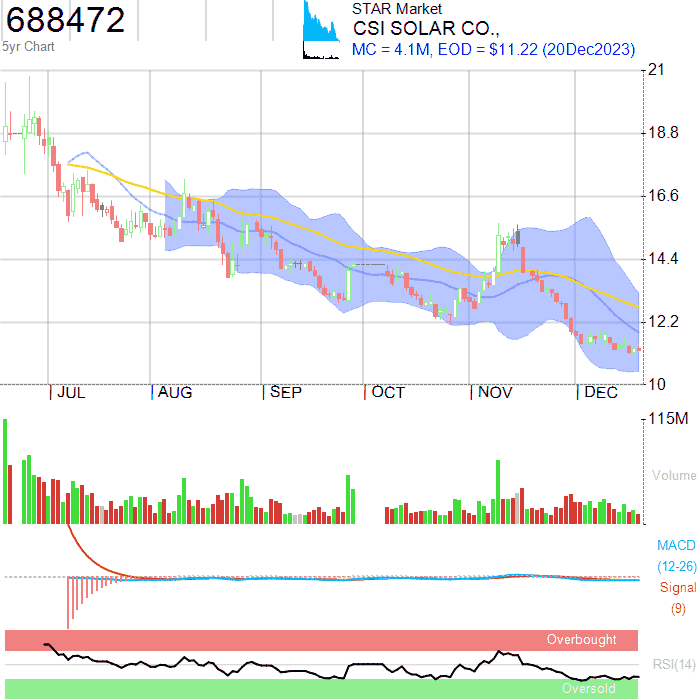 688472
5yr Chart
STAR Market
CSI SOLAR CO.,
MC = 4.1M, EOD = $11.22 (20Dec2023)
21
18.8
16.6
14.4
12.2
10
JUL AUG SEP OCT NOV DEC
115M
Volume
MACD
(12-26)
Signal
(9)
Overbought
RSI(14)
Oversold